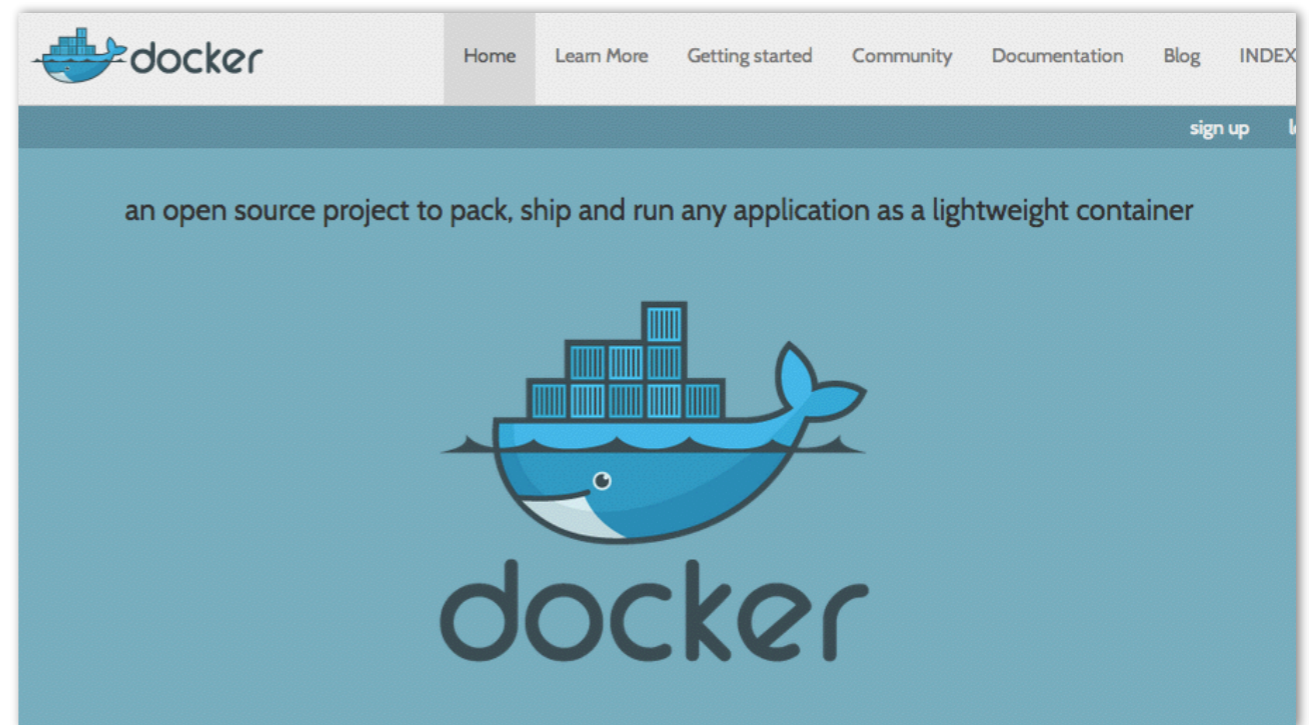 docker
Home Learn More Getting started Community Documentation Blog INDEX
sign up
an open source project to pack, ship and run any application as a lightweight container
docker